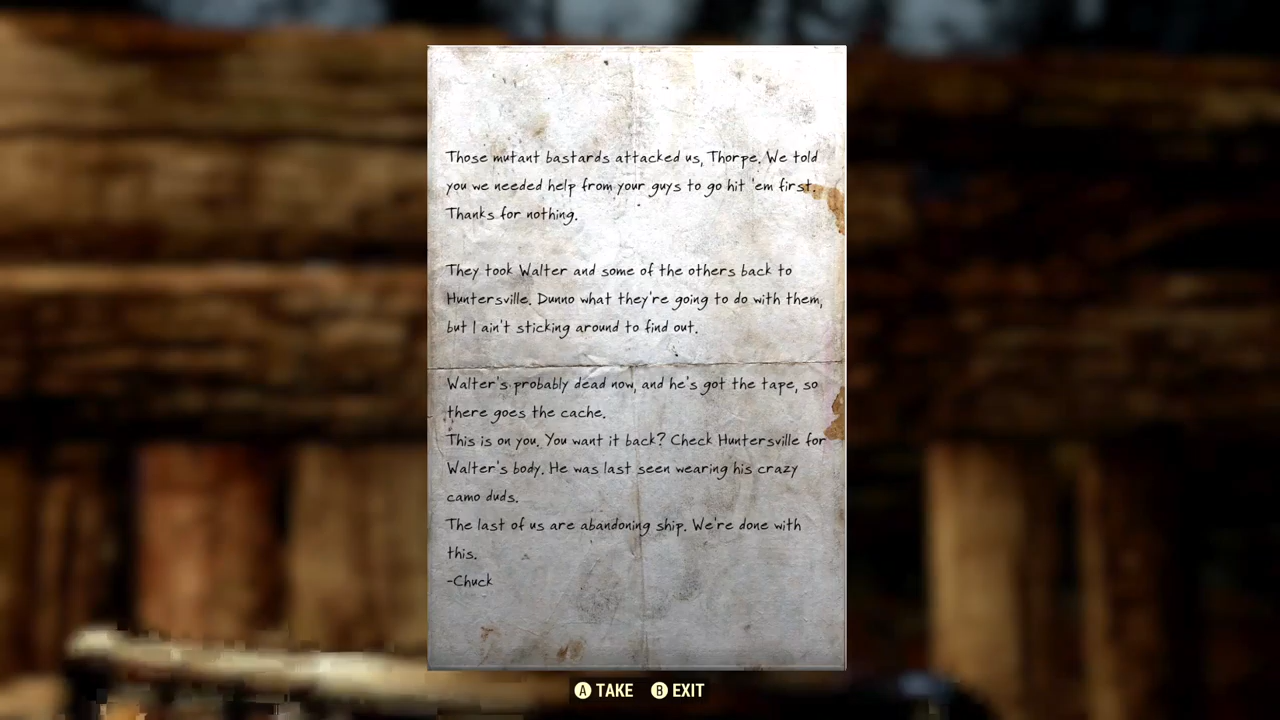 Those mutant bastards attacked us, Thorpe. We told
you we needed help from your guys to go hit 'em first.
Thanks for nothing.
They took Walter and some of the others back to
Huntersville. Dunno what they're going to do with them,
but I ain't sticking around to find out.
Walter's probably dead now, and he's got the tape, so
there goes the cache.
This is on you. You want it back? Check Huntersville for
Walter's body. He was last seen wearing his crazy
camo duds.
The last of us are abandoning ship. We're done with
this.
-Chuck
A TAKE B EXIT